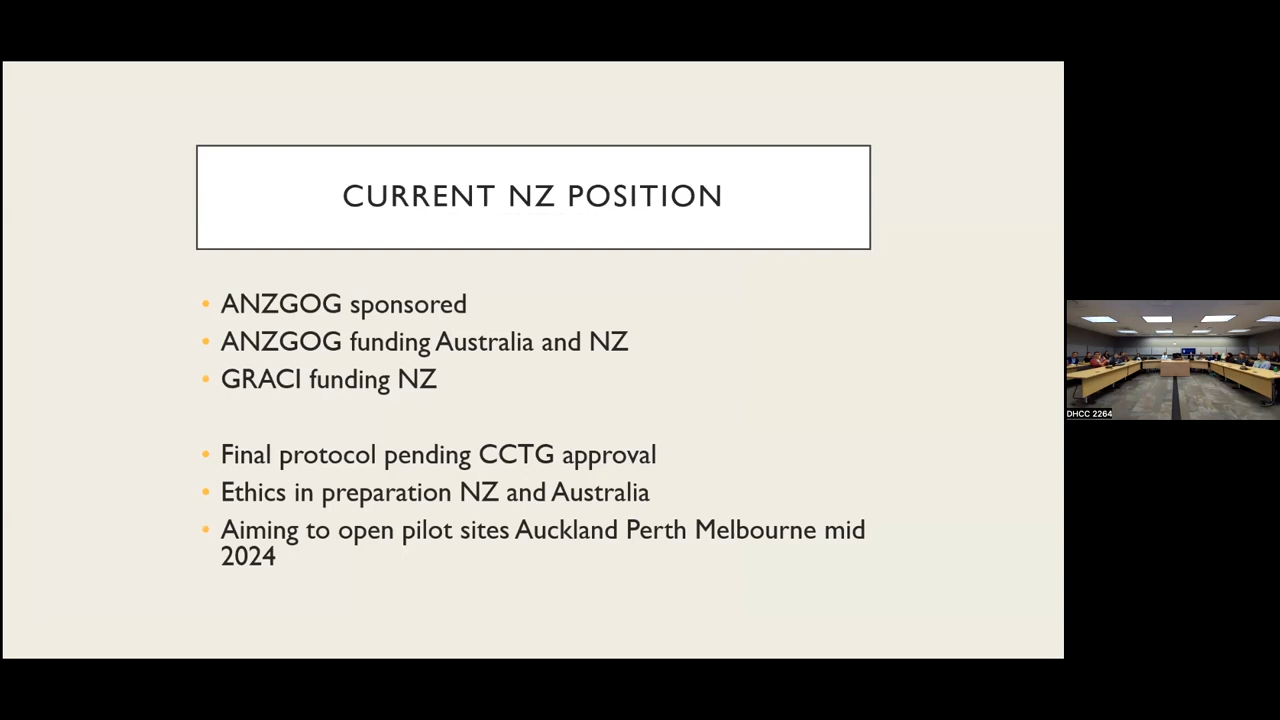 CURRENT NZ POSITION
• ANZGOG sponsored
• ANZGOG funding Australia and NZ
• GRACI funding NZ
• Final protocol pending CCTG approval
• Ethics in preparation NZ and Australia
• Aiming to open pilot sites Auckland Perth Melbourne mid
2024
DHCC 2264